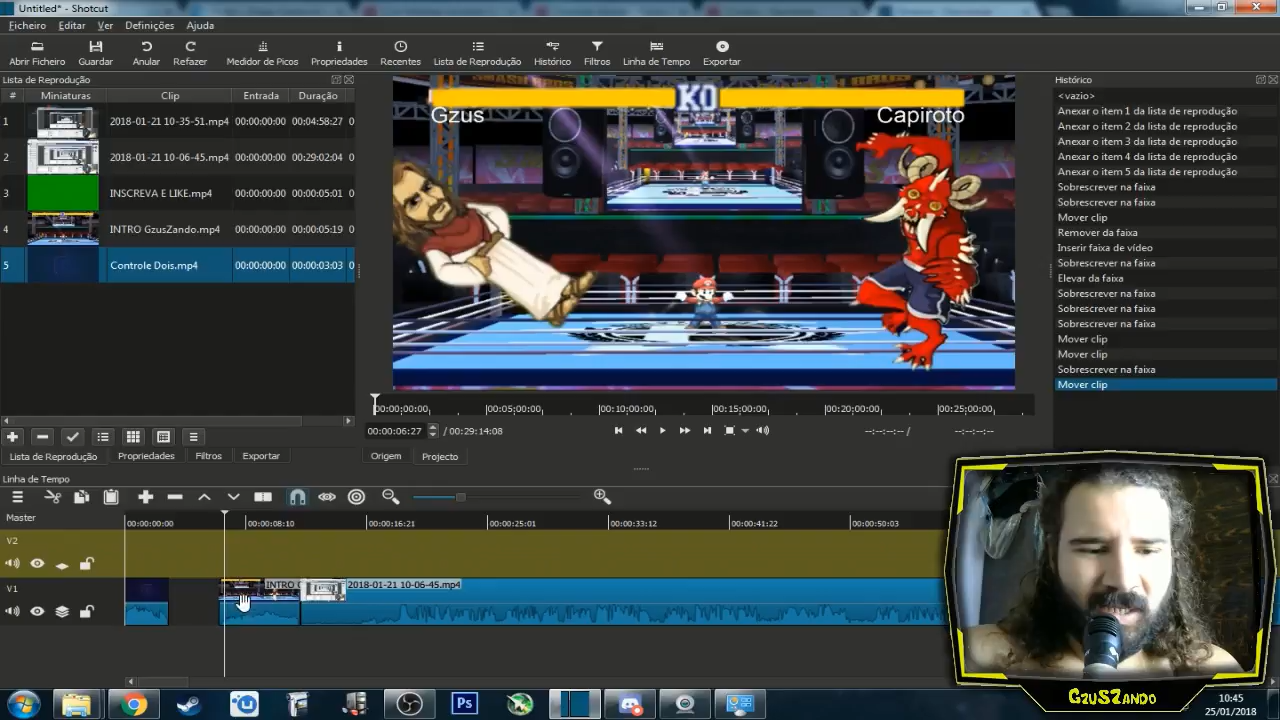 Untitled* - Shotcut
Ficheiro Editar Ver Definições Ajuda
Abrir Ficheiro Guardar Anular Refazer Medidor de Picos Propriedades Recentes Lista de Reprodução Histórico Filtros Linha de Tempo Exportar
Lista de Reprodução
# Miniaturas Clip Entrada Duração
1 2018-01-21 10-35-51.mp4 00:00:00:00 00:04:58:27 0
2 2018-01-21 10-06-45.mp4 00:00:00:00 00:29:02:04 0
3 INSCREVA E LIKE.mp4 00:00:00:00 00:00:05:01 0
4 INTRO GzusZando.mp4 00:00:00:00 00:00:05:19 0
5 Controle Dois.mp4 00:00:00:00 00:00:03:03 0
Lista de Reprodução Propriedades Filtros Exportar
KO
Gzus Capiroto
00:00:00:00 00:05:00:00 00:10:00:00 00:15:00:00 00:20:00:00 00:25:00:00
00:00:06:27 / 00:29:14:08 --:--:--:-- / --:--:--:--
Origem Projecto
Histórico
<vazio>
Anexar o item 1 da lista de reprodução
Anexar o item 2 da lista de reprodução
Anexar o item 3 da lista de reprodução
Anexar o item 4 da lista de reprodução
Anexar o item 5 da lista de reprodução
Sobrescrever na faixa
Sobrescrever na faixa
Mover clip
Remover da faixa
Inserir faixa de vídeo
Sobrescrever na faixa
Elevar da faixa
Sobrescrever na faixa
Sobrescrever na faixa
Sobrescrever na faixa
Mover clip
Mover clip
Sobrescrever na faixa
Mover clip
Linha de Tempo
Master 00:00:00:00 00:00:08:10 00:00:16:21 00:00:25:01 00:00:33:12 00:00:41:22 00:00:50:03
V2
V1 INTRO 2018-01-21 10-06-45.mp4
GzusZando
Ps
10:45
25/01/2018